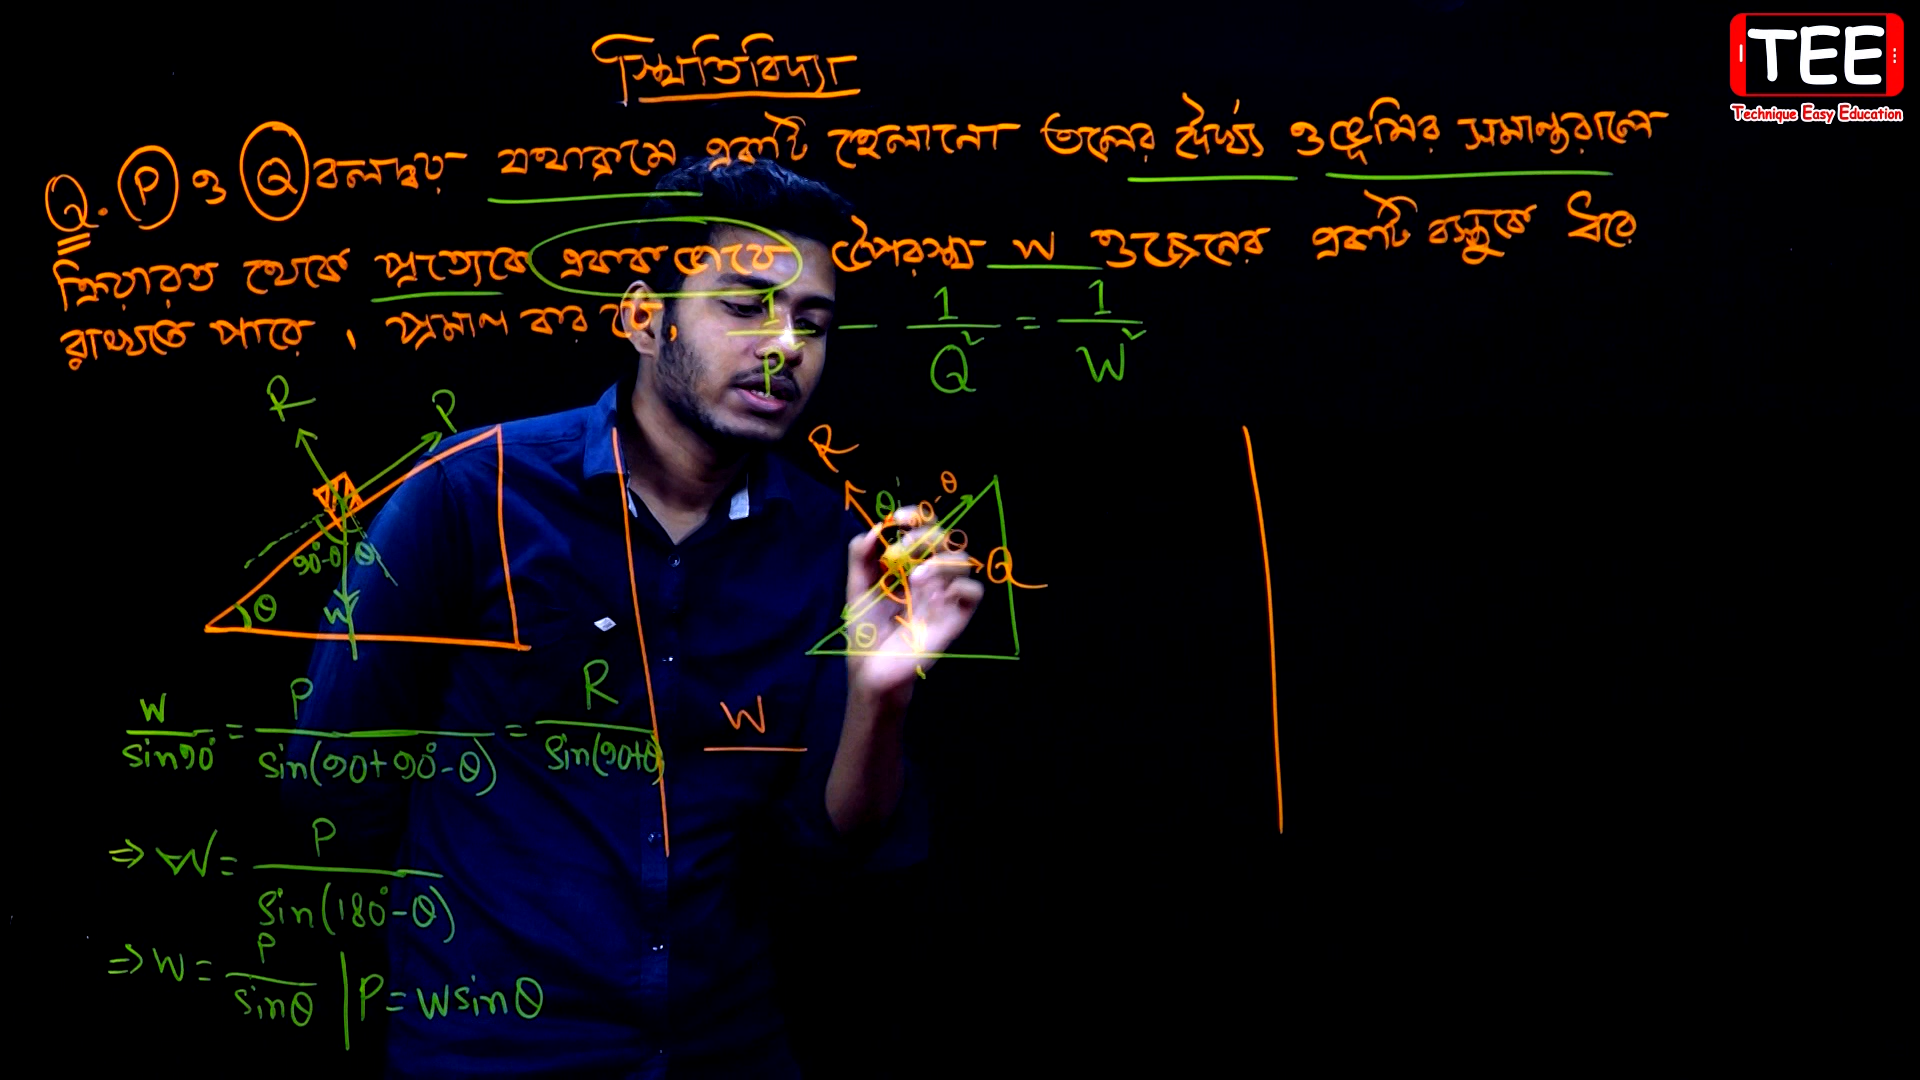 স্থিতিবিদ্যা
TEE
Technique Easy Education
Q. P ও Q বলদ্বয় যথাক্রমে একটি হেলানো তলের দৈর্ঘ্য ও ভূমির সমান্তরালে
ক্রিয়ারত থেকে প্রত্যেকে একক ভাবে উপরস্থ W ওজনের একটি বস্তুকে ধরে
রাখতে পারে । প্রমাণ কর যে, 1/P² - 1/Q² = 1/W²
R P
90°-θ θ
θ W
R
θ 90-θ
θ
Q
θ
W/sin90° = P/sin(90+90°-θ) = R/sin(90+θ)
W
⇒ W = P/sin(180°-θ)
⇒ W = P/sinθ | P = W sinθ